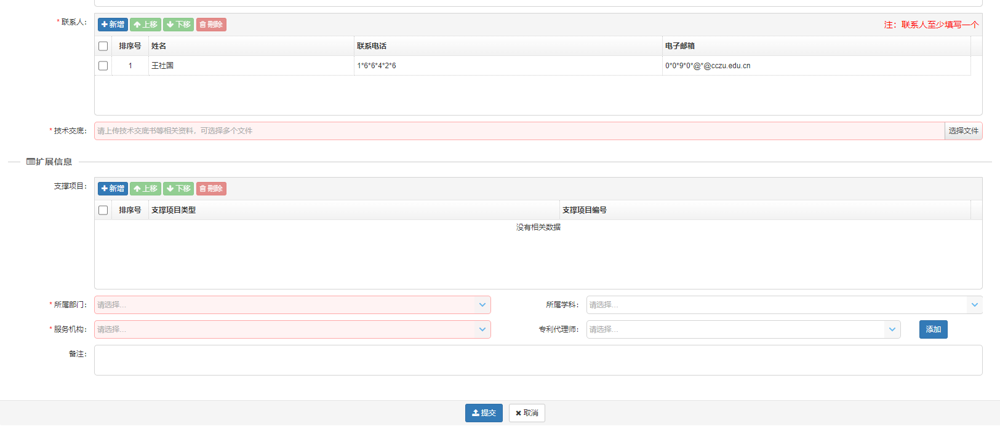 * 联系人：
新增 上移 下移 删除 注：联系人至少填写一个
排序号 姓名 联系电话 电子邮箱
1 王社国 1*6*6*4*2*6 0*0*9*0*@*@cczu.edu.cn
* 技术交底： 请上传技术交底书等相关资料，可选择多个文件 选择文件
扩展信息
支撑项目： 新增 上移 下移 删除
排序号 支撑项目类型 支撑项目编号
没有相关数据
* 所属部门： 请选择... 所属学科： 请选择...
* 服务机构： 请选择... 专利代理师： 请选择... 添加
备注：
提交 取消